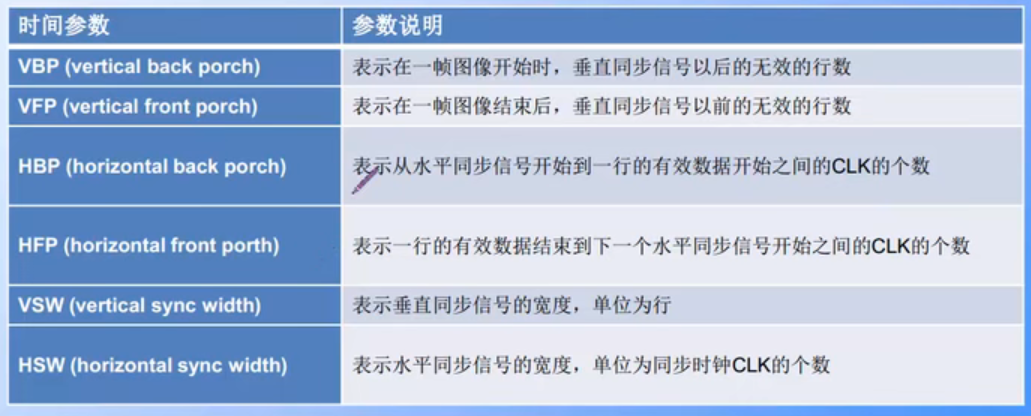 时间参数 参数说明
VBP (vertical back porch) 表示在一帧图像开始时，垂直同步信号以后的无效的行数
VFP (vertical front porch) 表示在一帧图像结束后，垂直同步信号以前的无效的行数
HBP (horizontal back porch) 表示从水平同步信号开始到一行的有效数据开始之间的CLK的个数
HFP (horizontal front porth) 表示一行的有效数据结束到下一个水平同步信号开始之间的CLK的个数
VSW (vertical sync width) 表示垂直同步信号的宽度，单位为行
HSW (horizontal sync width) 表示水平同步信号的宽度，单位为同步时钟CLK的个数